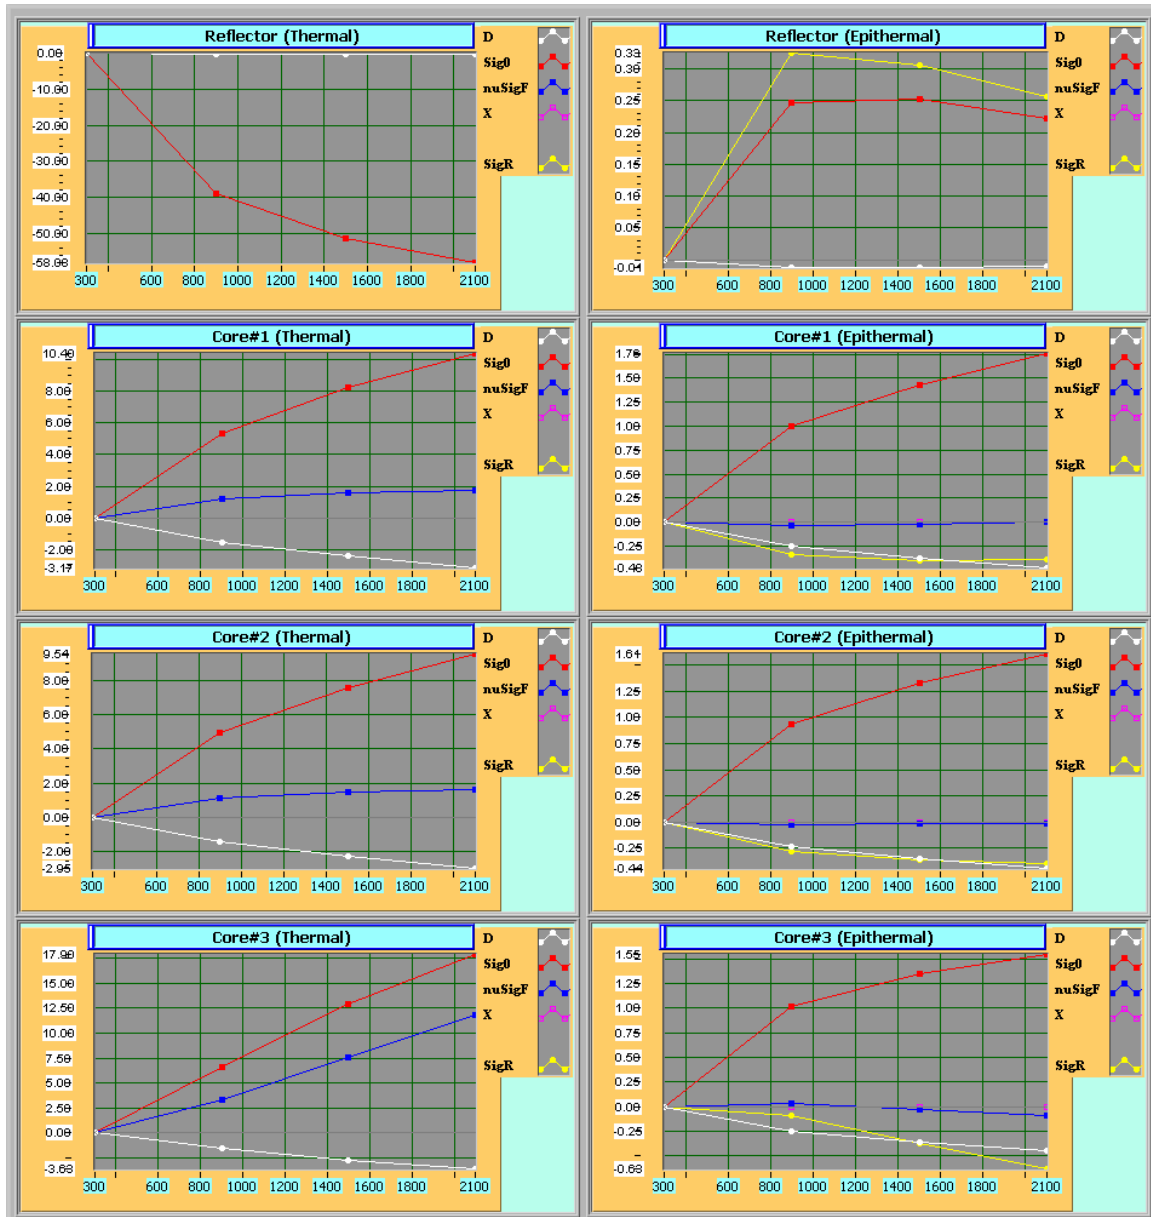 Reflector (Thermal)
D
Sig0
nuSigF
X
SigR
0.00
-10.00
-20.00
-30.00
-40.00
-50.00
-58.08
300 600 800 1000 1200 1400 1600 1800 2100
Reflector (Epithermal)
D
Sig0
nuSigF
X
SigR
0.33
0.30
0.25
0.20
0.15
0.10
0.05
-0.01
300 600 800 1000 1200 1400 1600 1800 2100
Core#1 (Thermal)
D
Sig0
nuSigF
X
SigR
10.40
8.00
6.00
4.00
2.00
0.00
-2.00
-3.17
300 600 800 1000 1200 1400 1600 1800 2100
Core#1 (Epithermal)
D
Sig0
nuSigF
X
SigR
1.76
1.50
1.25
1.00
0.75
0.50
0.25
0.00
-0.25
-0.48
300 600 800 1000 1200 1400 1600 1800 2100
Core#2 (Thermal)
D
Sig0
nuSigF
X
SigR
9.54
8.00
6.00
4.00
2.00
0.00
-2.00
-2.95
300 600 800 1000 1200 1400 1600 1800 2100
Core#2 (Epithermal)
D
Sig0
nuSigF
X
SigR
1.61
1.25
1.00
0.75
0.50
0.25
0.00
-0.25
-0.44
300 600 800 1000 1200 1400 1600 1800 2100
Core#3 (Thermal)
D
Sig0
nuSigF
X
SigR
17.90
15.00
12.50
10.00
7.50
5.00
2.50
0.00
-3.63
300 600 800 1000 1200 1400 1600 1800 2100
Core#3 (Epithermal)
D
Sig0
nuSigF
X
SigR
1.55
1.25
1.00
0.75
0.50
0.25
0.00
-0.25
-0.63
300 600 800 1000 1200 1400 1600 1800 2100